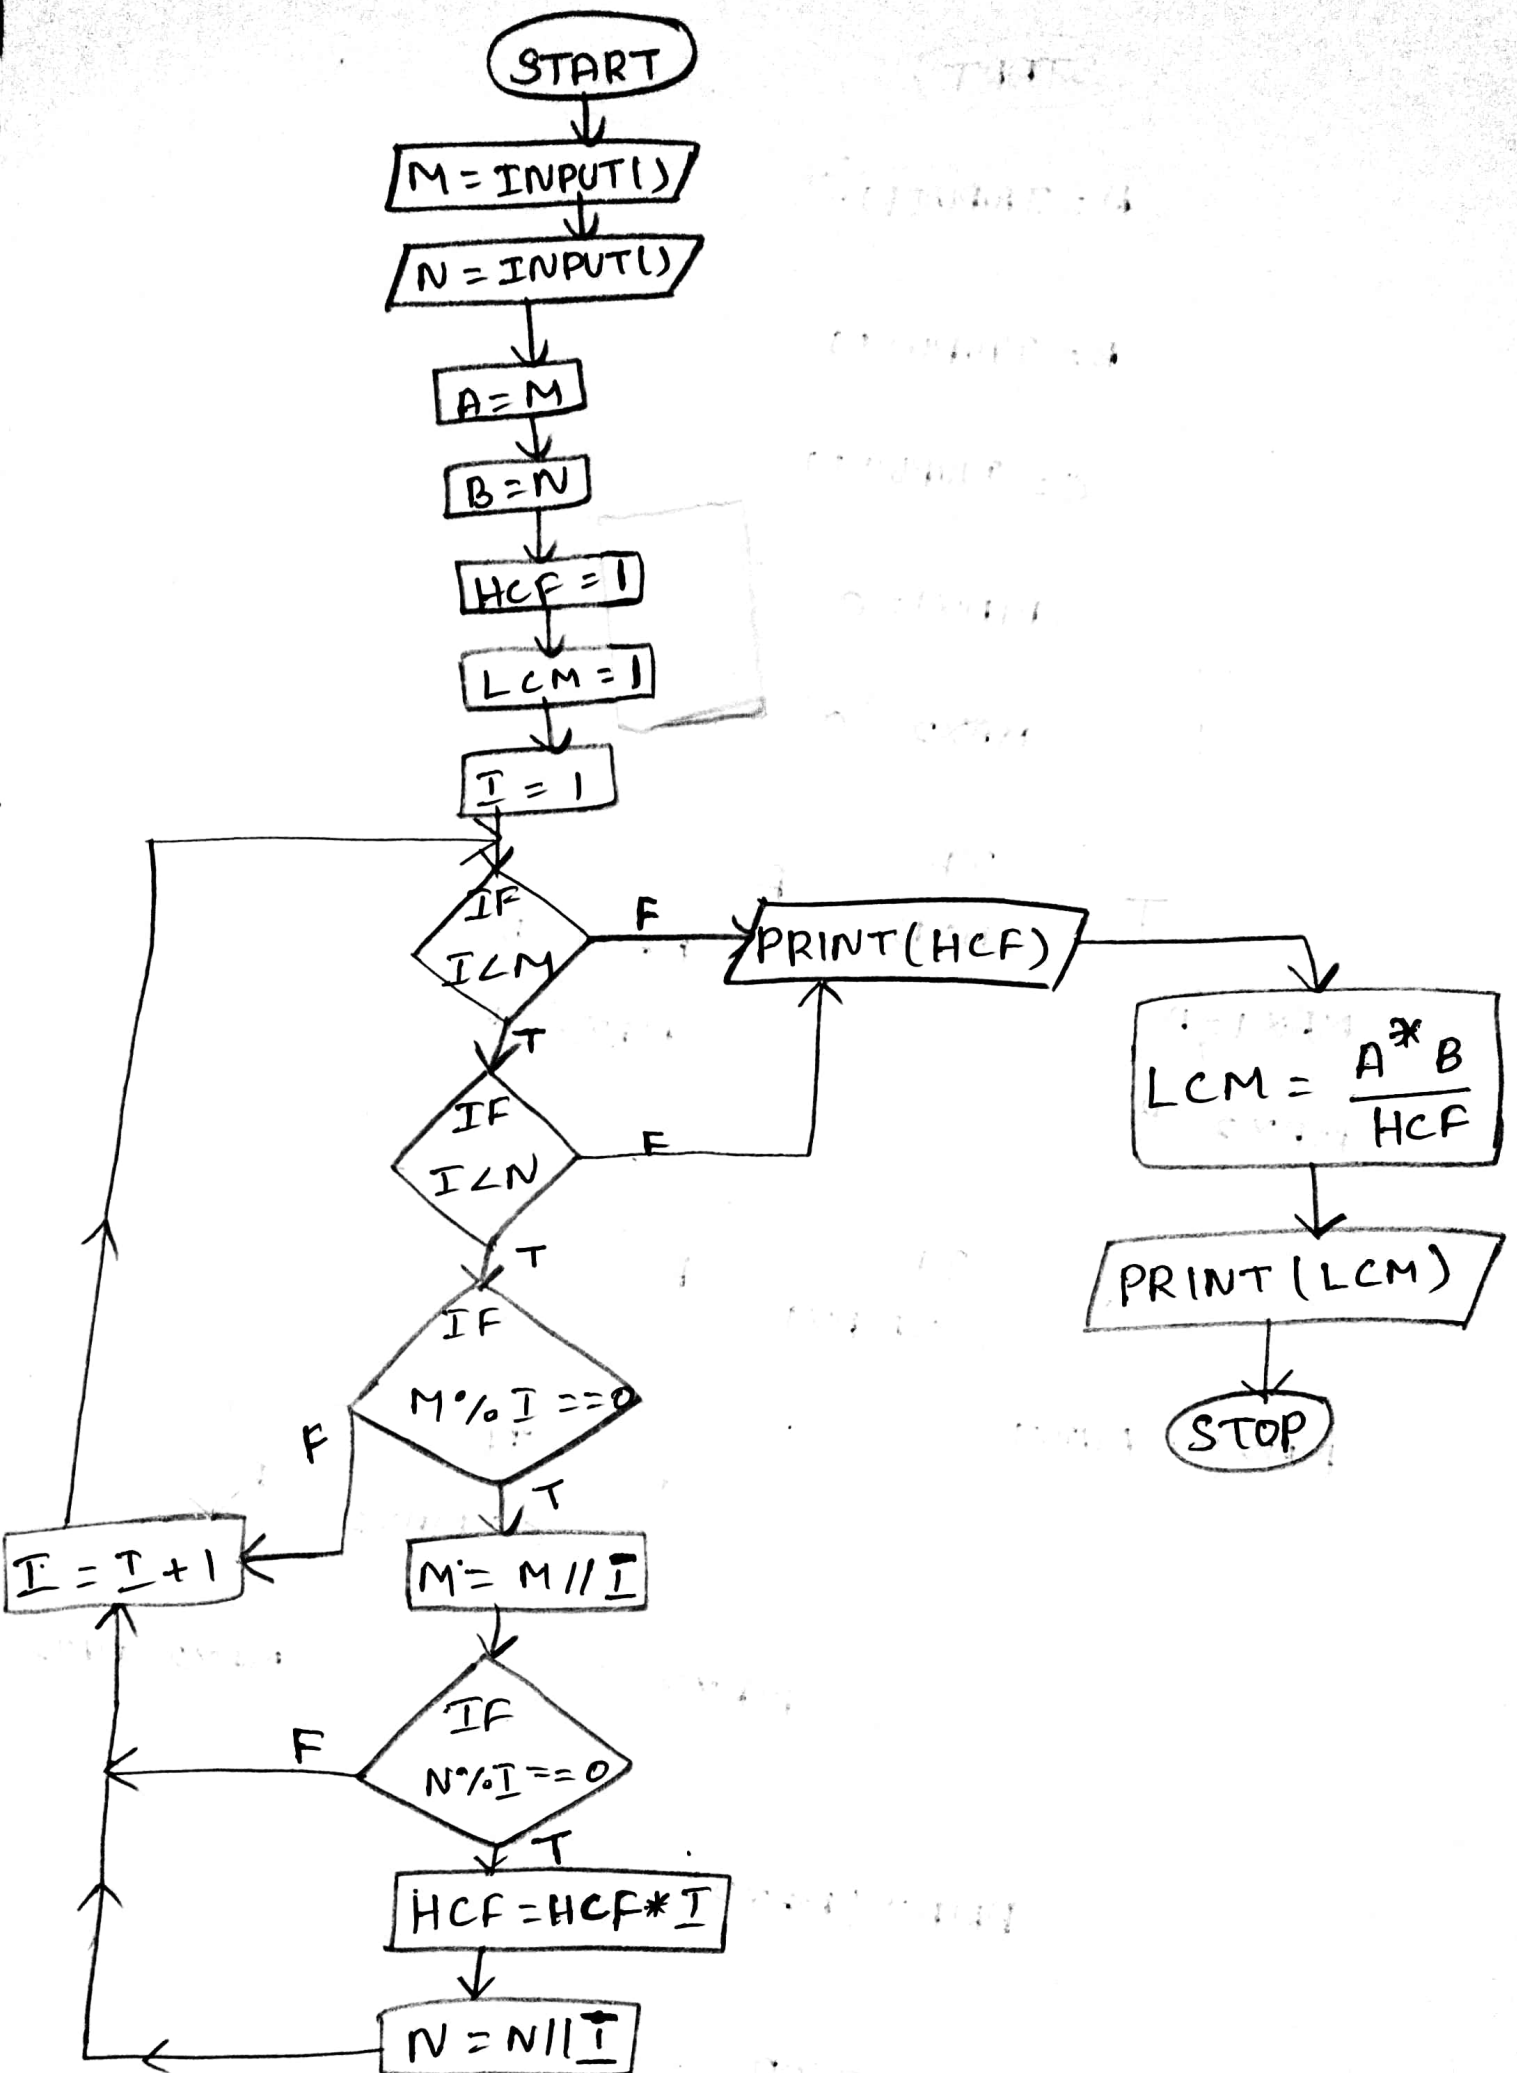 START
M = INPUT()
N = INPUT()
A = M
B = N
HCF = 1
LCM = 1
I = 1
IF
I < M
F
PRINT(HCF)
T
LCM = A * B
HCF
IF
I < N
F
T
PRINT(LCM)
STOP
IF
M % I == 0
F
T
I = I + 1
M = M // I
IF
N % I == 0
F
T
HCF = HCF * I
N = N // I